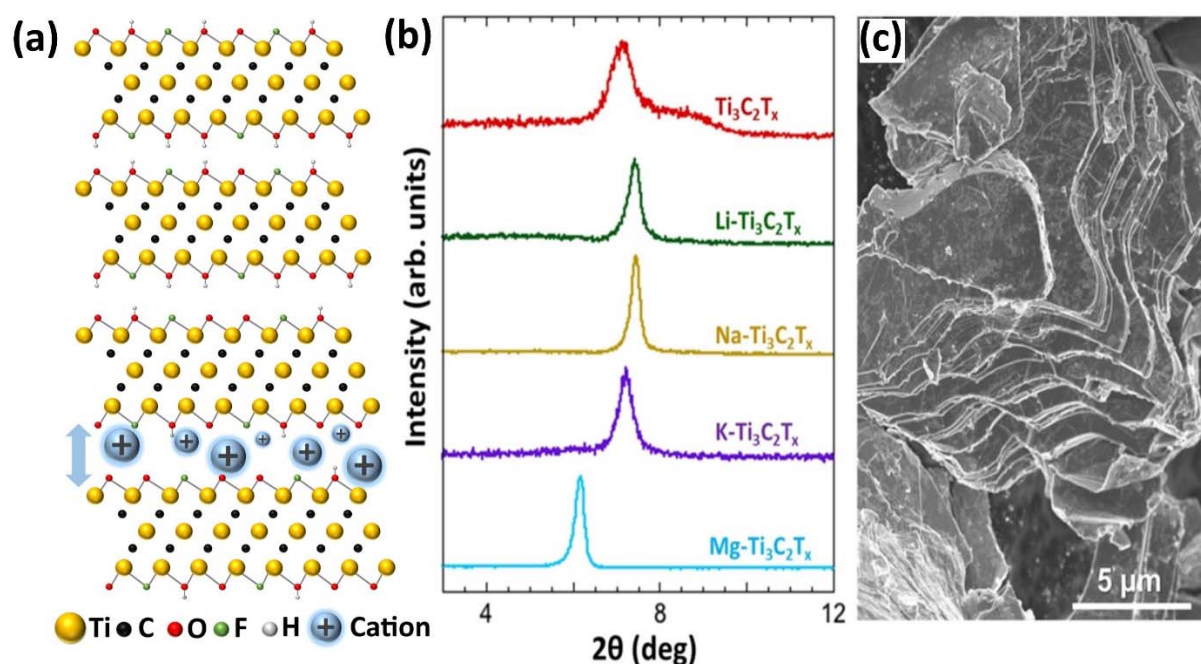 (a)
Ti C O F H Cation
(b)
Intensity (arb. units)
Ti₃C₂Tₓ
Li-Ti₃C₂Tₓ
Na-Ti₃C₂Tₓ
K-Ti₃C₂Tₓ
Mg-Ti₃C₂Tₓ
4 8 12
2θ (deg)
(c)
5 μm